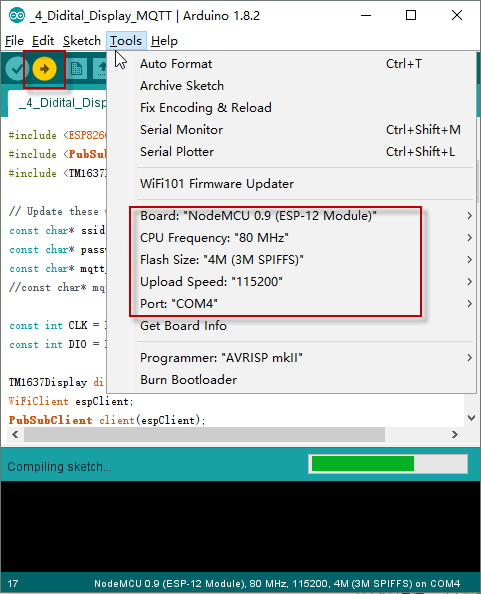 _4_Didital_Display_MQTT | Arduino 1.8.2
File Edit Sketch Tools Help
Auto Format Ctrl+T
Archive Sketch
Fix Encoding & Reload
Serial Monitor Ctrl+Shift+M
Serial Plotter Ctrl+Shift+L
WiFi101 Firmware Updater
Board: "NodeMCU 0.9 (ESP-12 Module)"
CPU Frequency: "80 MHz"
Flash Size: "4M (3M SPIFFS)"
Upload Speed: "115200"
Port: "COM4"
Get Board Info
Programmer: "AVRISP mkII"
Burn Bootloader
_4_Didital_Disp
#include <ESP826
#include <PubSub
#include <TM1637
// Update these
const char* ssid
const char* passw
const char* mqtt_
//const char* mq
const int CLK =
const int DIO =
TM1637Display di
WiFiClient espClient;
PubSubClient client(espClient);
Compiling sketch...
17 NodeMCU 0.9 (ESP-12 Module), 80 MHz, 115200, 4M (3M SPIFFS) on COM4